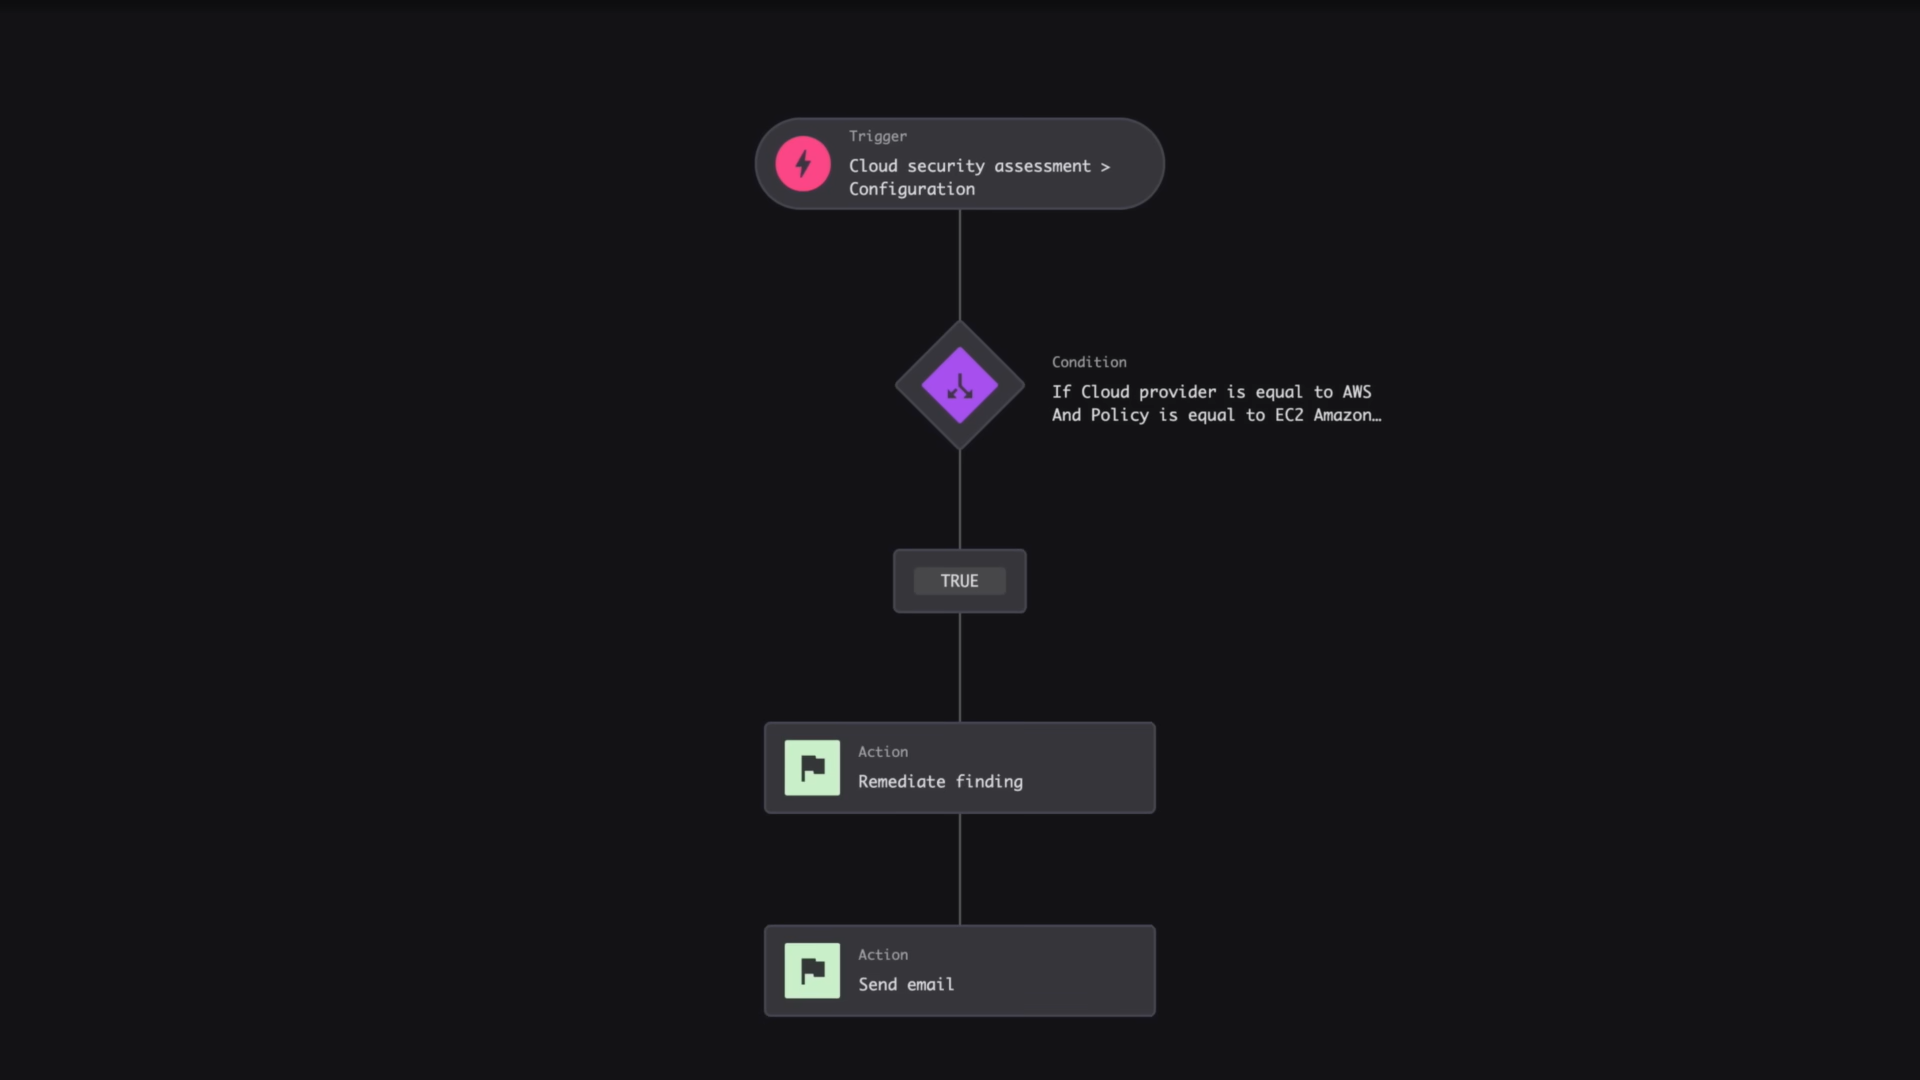 Trigger
Cloud security assessment >
Configuration
Condition
If Cloud provider is equal to AWS
And Policy is equal to EC2 Amazon…
TRUE
Action
Remediate finding
Action
Send email